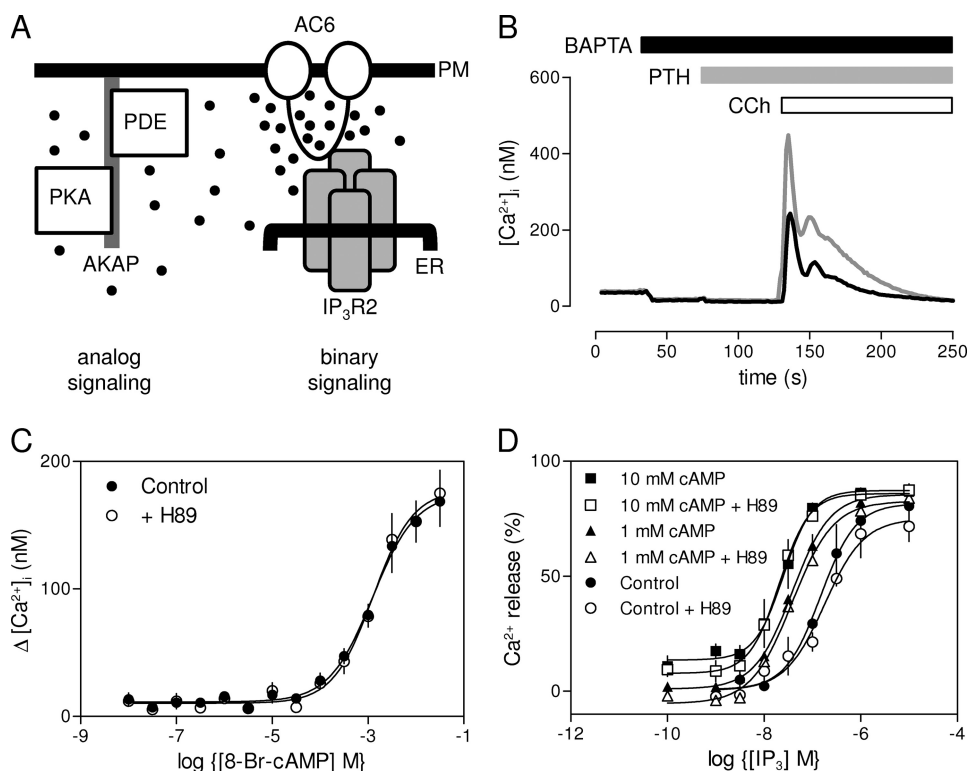 A
AC6
PM
PDE
PKA
AKAP
ER
IP3R2
analog
signaling
binary
signaling
B
BAPTA
PTH
CCh
600
400
200
0
[Ca2+]i (nM)
0 50 100 150 200 250
time (s)
C
200
100
0
Δ [Ca2+]i (nM)
Control
+ H89
-9 -7 -5 -3 -1
log {[8-Br-cAMP] M}
D
100
50
0
Ca2+ release (%)
10 mM cAMP
10 mM cAMP + H89
1 mM cAMP
1 mM cAMP + H89
Control
Control + H89
-12 -10 -8 -6 -4
log {[IP3] M}